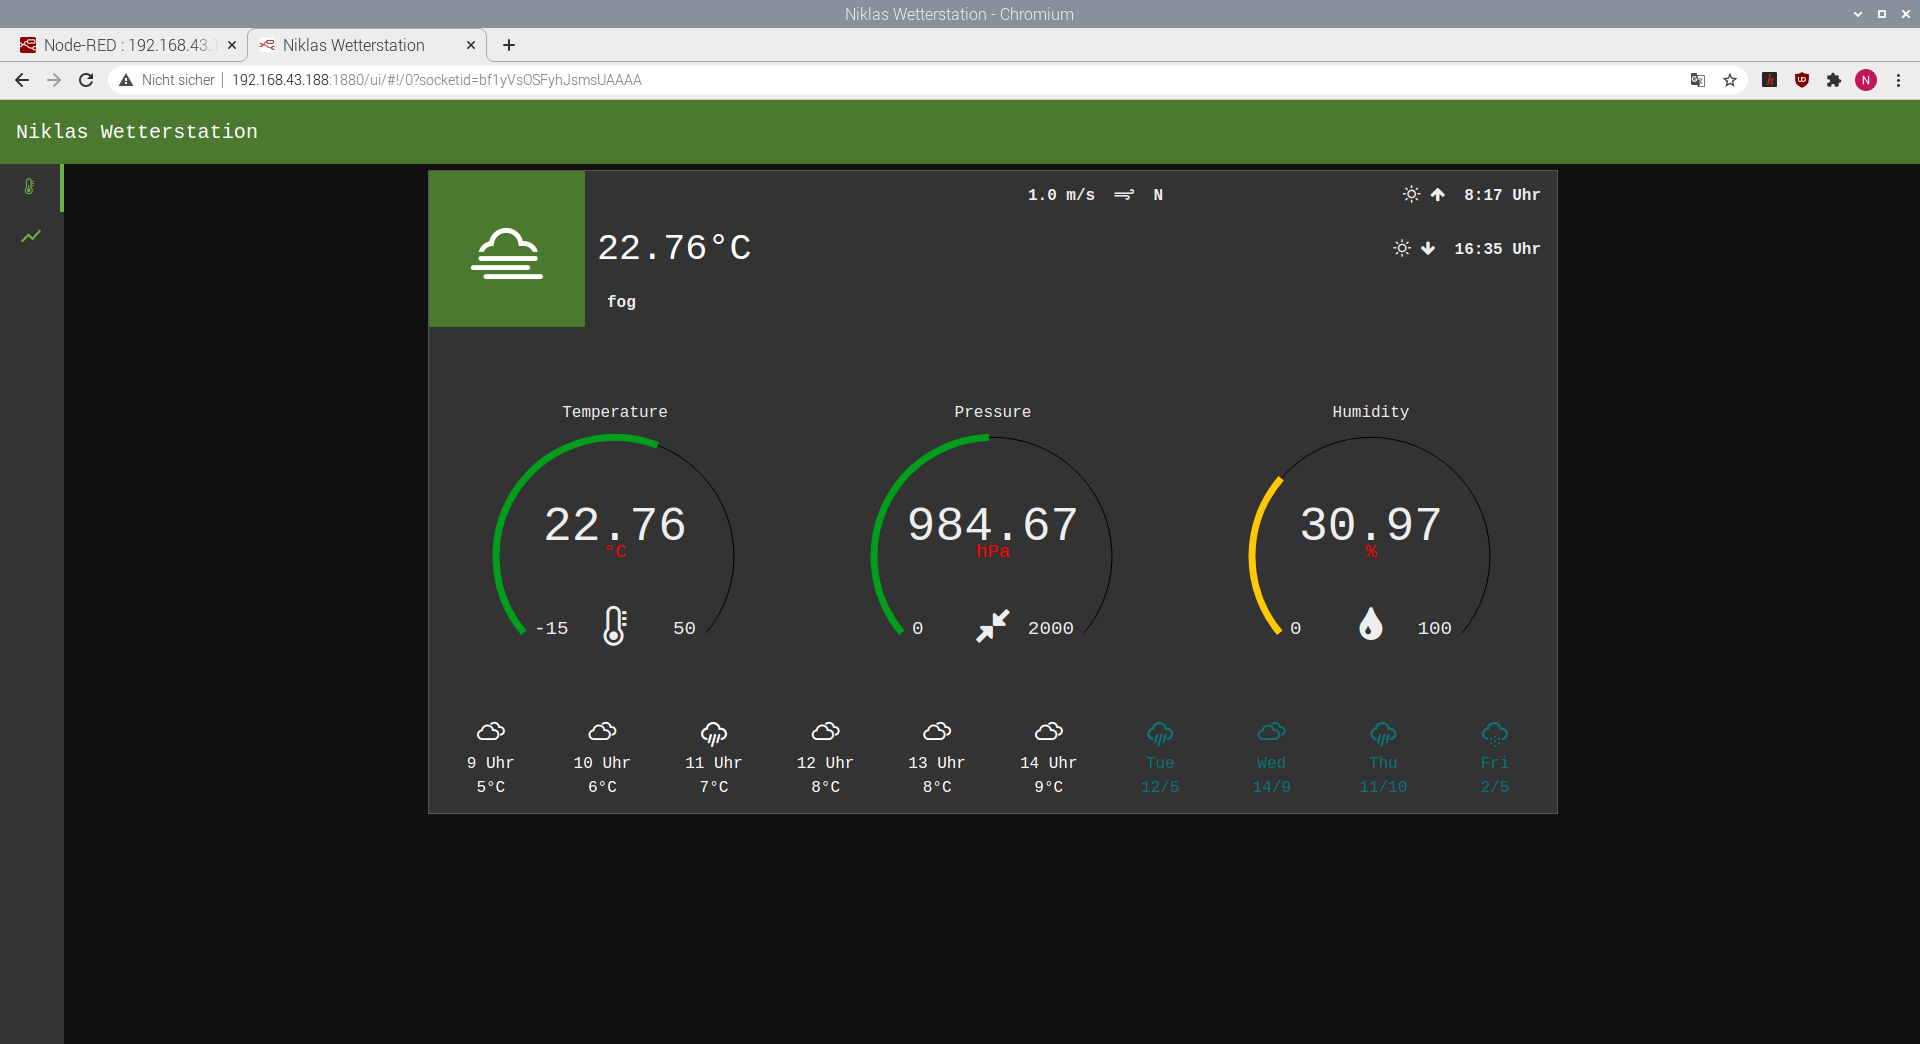 Niklas Wetterstation - Chromium
Node-RED : 192.168.43.1
Niklas Wetterstation
Nicht sicher
192.168.43.188:1880/ui/#!/0?socketid=bf1yVsOSFyhJsmsUAAAA
N
Niklas Wetterstation
1.0 m/s N
8:17 Uhr
22.76°C
16:35 Uhr
fog
Temperature
22.76
°C
-15 50
Pressure
984.67
hPa
0 2000
Humidity
30.97
%
0 100
9 Uhr 10 Uhr 11 Uhr 12 Uhr 13 Uhr 14 Uhr Tue Wed Thu Fri
5°C 6°C 7°C 8°C 8°C 9°C 12/5 14/9 11/10 2/5